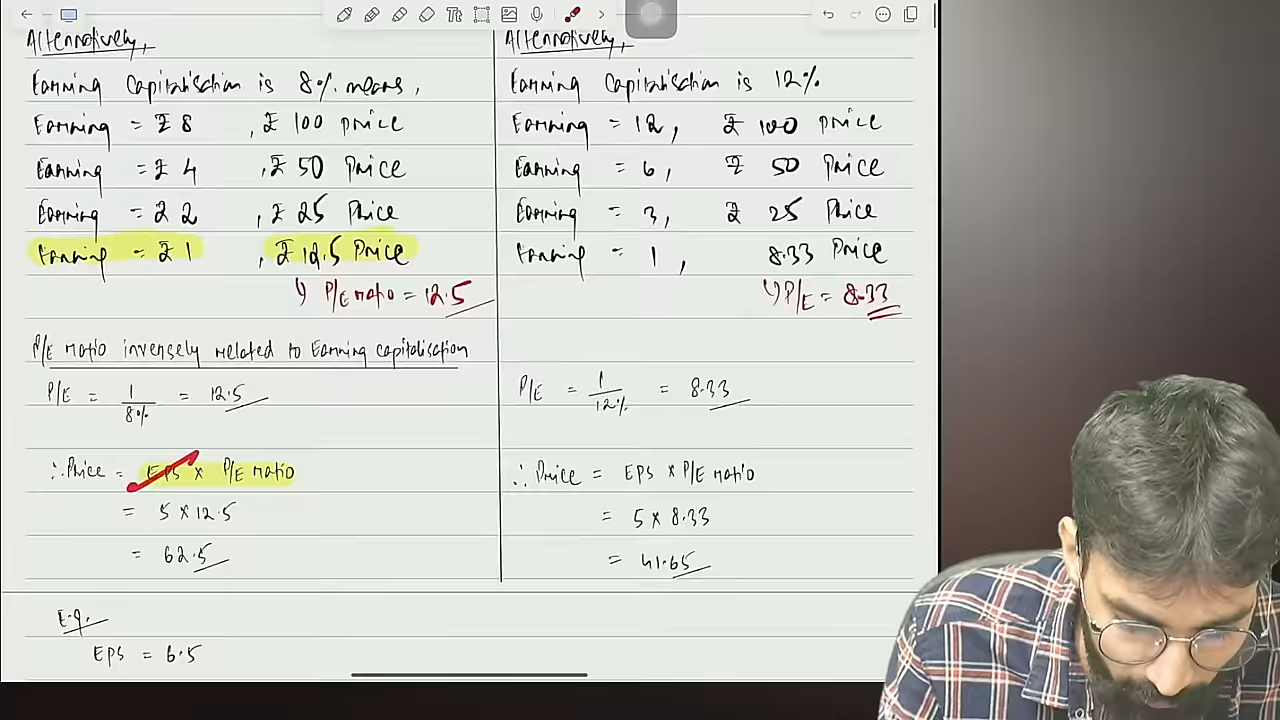 Alternatively,
Earning Capitalisation is 8% means,
Earning = ₹ 8 , ₹ 100 Price
Earning = ₹ 4 , ₹ 50 Price
Earning = ₹ 2 , ₹ 25 Price
Earning = ₹ 1 , ₹ 12.5 Price
↳ P/E ratio = 12.5
P/E ratio inversely related to Earning capitalisation
P/E = 1/8% = 12.5
∴ Price = EPS × P/E ratio
= 5 × 12.5
= 62.5
E.g.
EPS = 6.5
Alternatively,
Earning Capitalisation is 12%
Earning = 12, ₹ 100 Price
Earning = 6, ₹ 50 Price
Earning = 3, ₹ 25 Price
Earning = 1, 8.33 Price
↳ P/E = 8.33
P/E = 1/12% = 8.33
∴ Price = EPS × P/E ratio
= 5 × 8.33
= 41.65